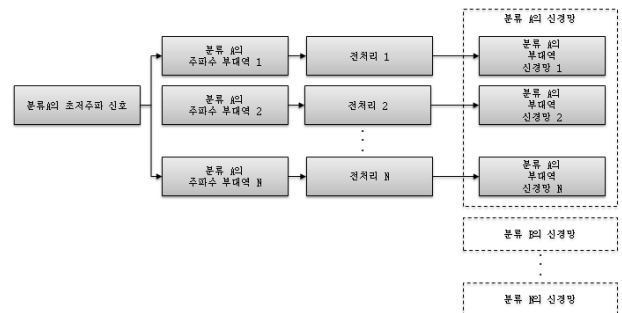 분류 A의 신경망
분류A의 초저주파 신호
분류 A의
주파수 부대역 1
전처리 1
분류 A의
부대역
신경망 1
분류 A의
주파수 부대역 2
전처리 2
분류 A의
부대역
신경망 2
분류 A의
주파수 부대역 N
전처리 N
분류 A의
부대역
신경망 N
분류 B의 신경망
분류 N의 신경망